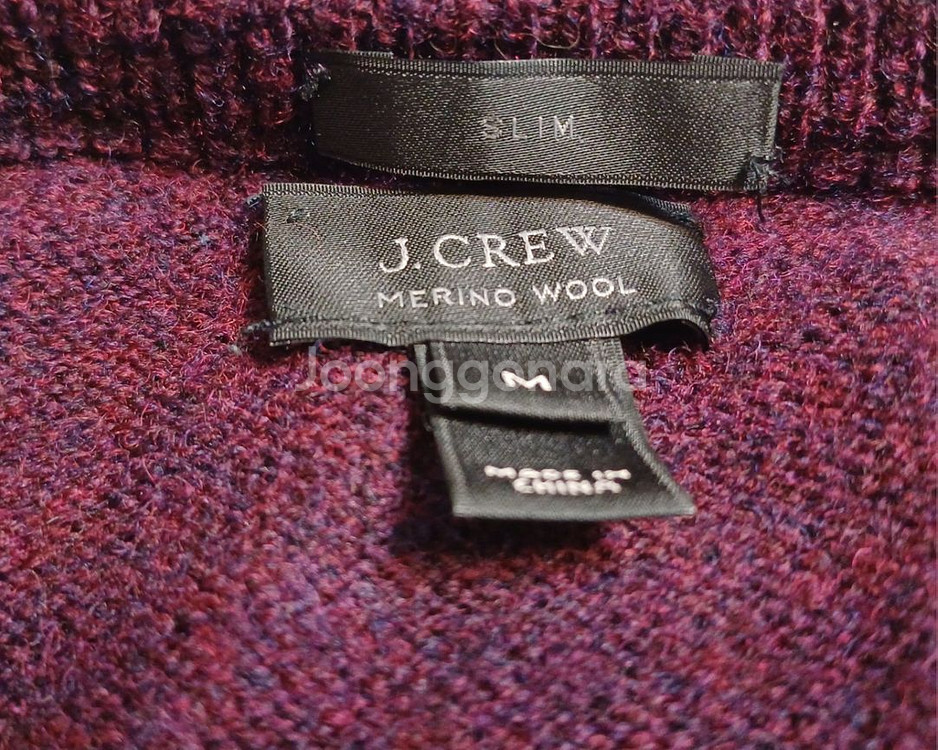 SLIM
J.CREW
MERINO WOOL
Joonggonara
M
MADE IN
CHINA